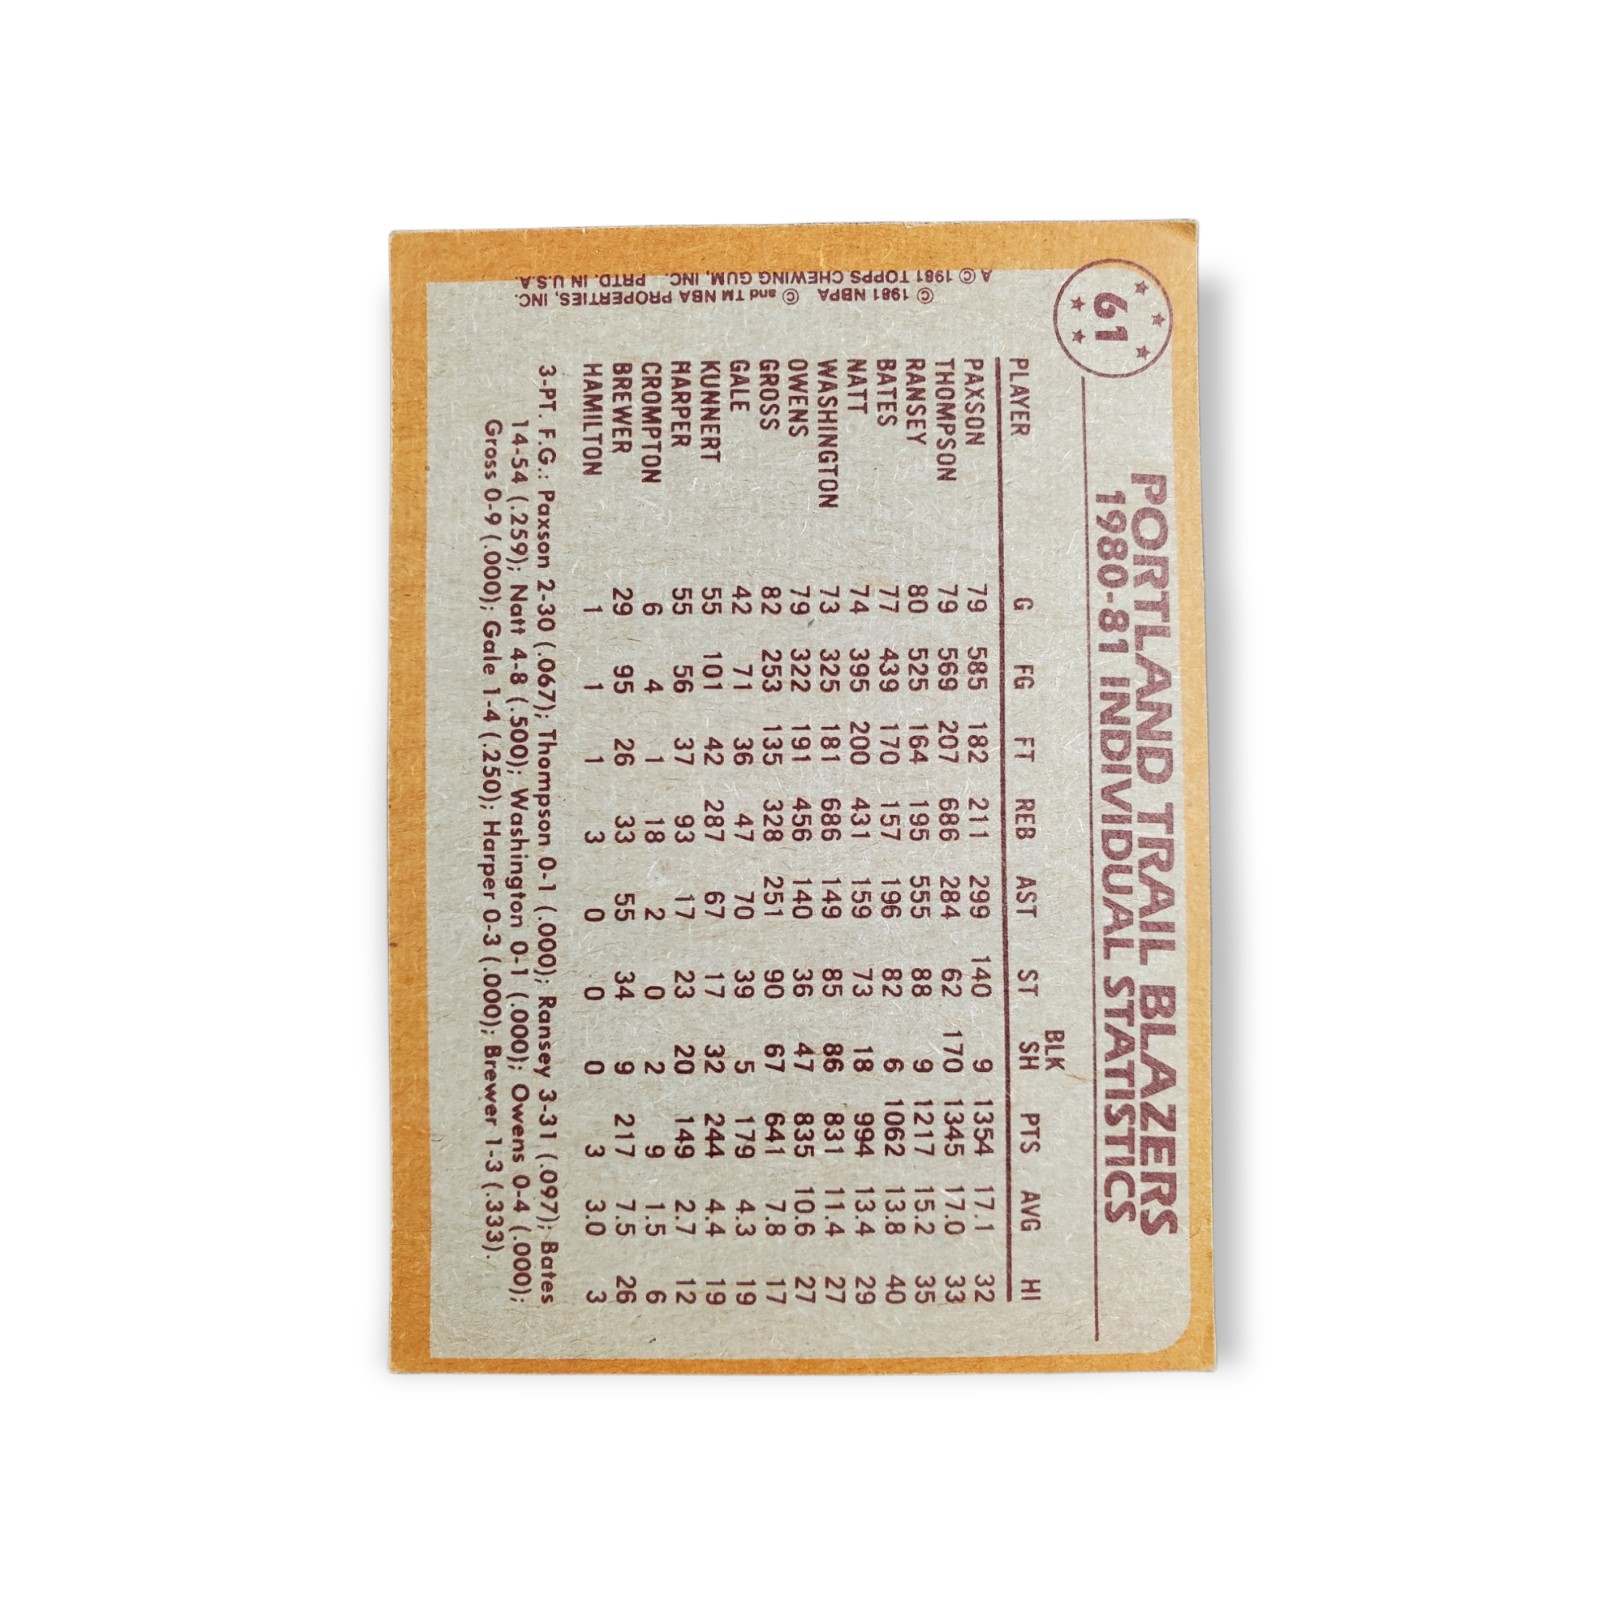 61
PORTLAND TRAIL BLAZERS
1980-81 INDIVIDUAL STATISTICS
BLK
PLAYER G FG FT REB AST ST SH PTS AVG HI
PAXSON 79 585 182 211 299 140 9 1354 17.1 32
THOMPSON 79 569 207 686 284 62 170 1345 17.0 33
RANSEY 80 525 164 195 555 88 9 1217 15.2 35
BATES 77 439 170 157 196 82 6 1062 13.8 40
NATT 74 395 200 431 159 73 18 994 13.4 29
WASHINGTON 73 325 181 686 149 85 86 831 11.4 27
OWENS 79 322 191 456 140 36 47 835 10.6 27
GROSS 82 253 135 328 251 90 67 641 7.8 17
GALE 42 71 36 47 70 39 5 179 4.3 19
KUNNERT 55 101 42 287 67 17 32 244 4.4 19
HARPER 55 56 37 93 17 23 20 149 2.7 12
CROMPTON 6 4 1 18 2 0 2 9 1.5 6
BREWER 29 95 26 33 55 34 9 217 7.5 26
HAMILTON 1 1 1 3 0 0 0 3 3.0 3
3-PT. F.G.: Paxson 2-30 (.067); Thompson 0-1 (.000); Ransey 3-31 (.097); Bates
14-54 (.259); Natt 4-8 (.500); Washington 0-1 (.000); Owens 0-4 (.000);
Gross 0-9 (.000); Gale 1-4 (.250); Harper 0-3 (.000); Brewer 1-3 (.333).
© 1981 NBPA © and TM NBA PROPERTIES, INC.
A © 1981 TOPPS CHEWING GUM, INC. PRTD. IN U.S.A.